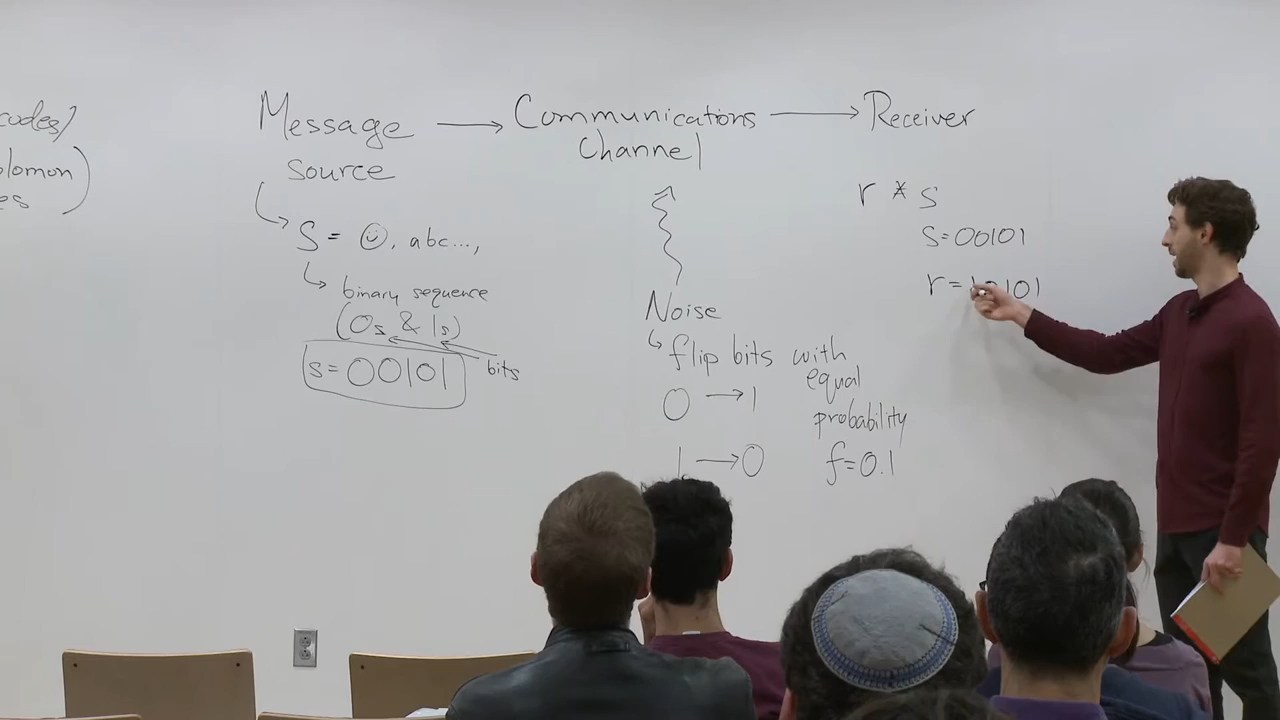 codes)
olomon)
es
Message → Communications → Receiver
source
Channel
S = ☺, abc...,
binary sequence
(0s & 1s)
s = 00101
bits
Noise
flip bits with
equal
probability
0 → 1
1 → 0
f = 0.1
r * s
s = 00101
r = 10101